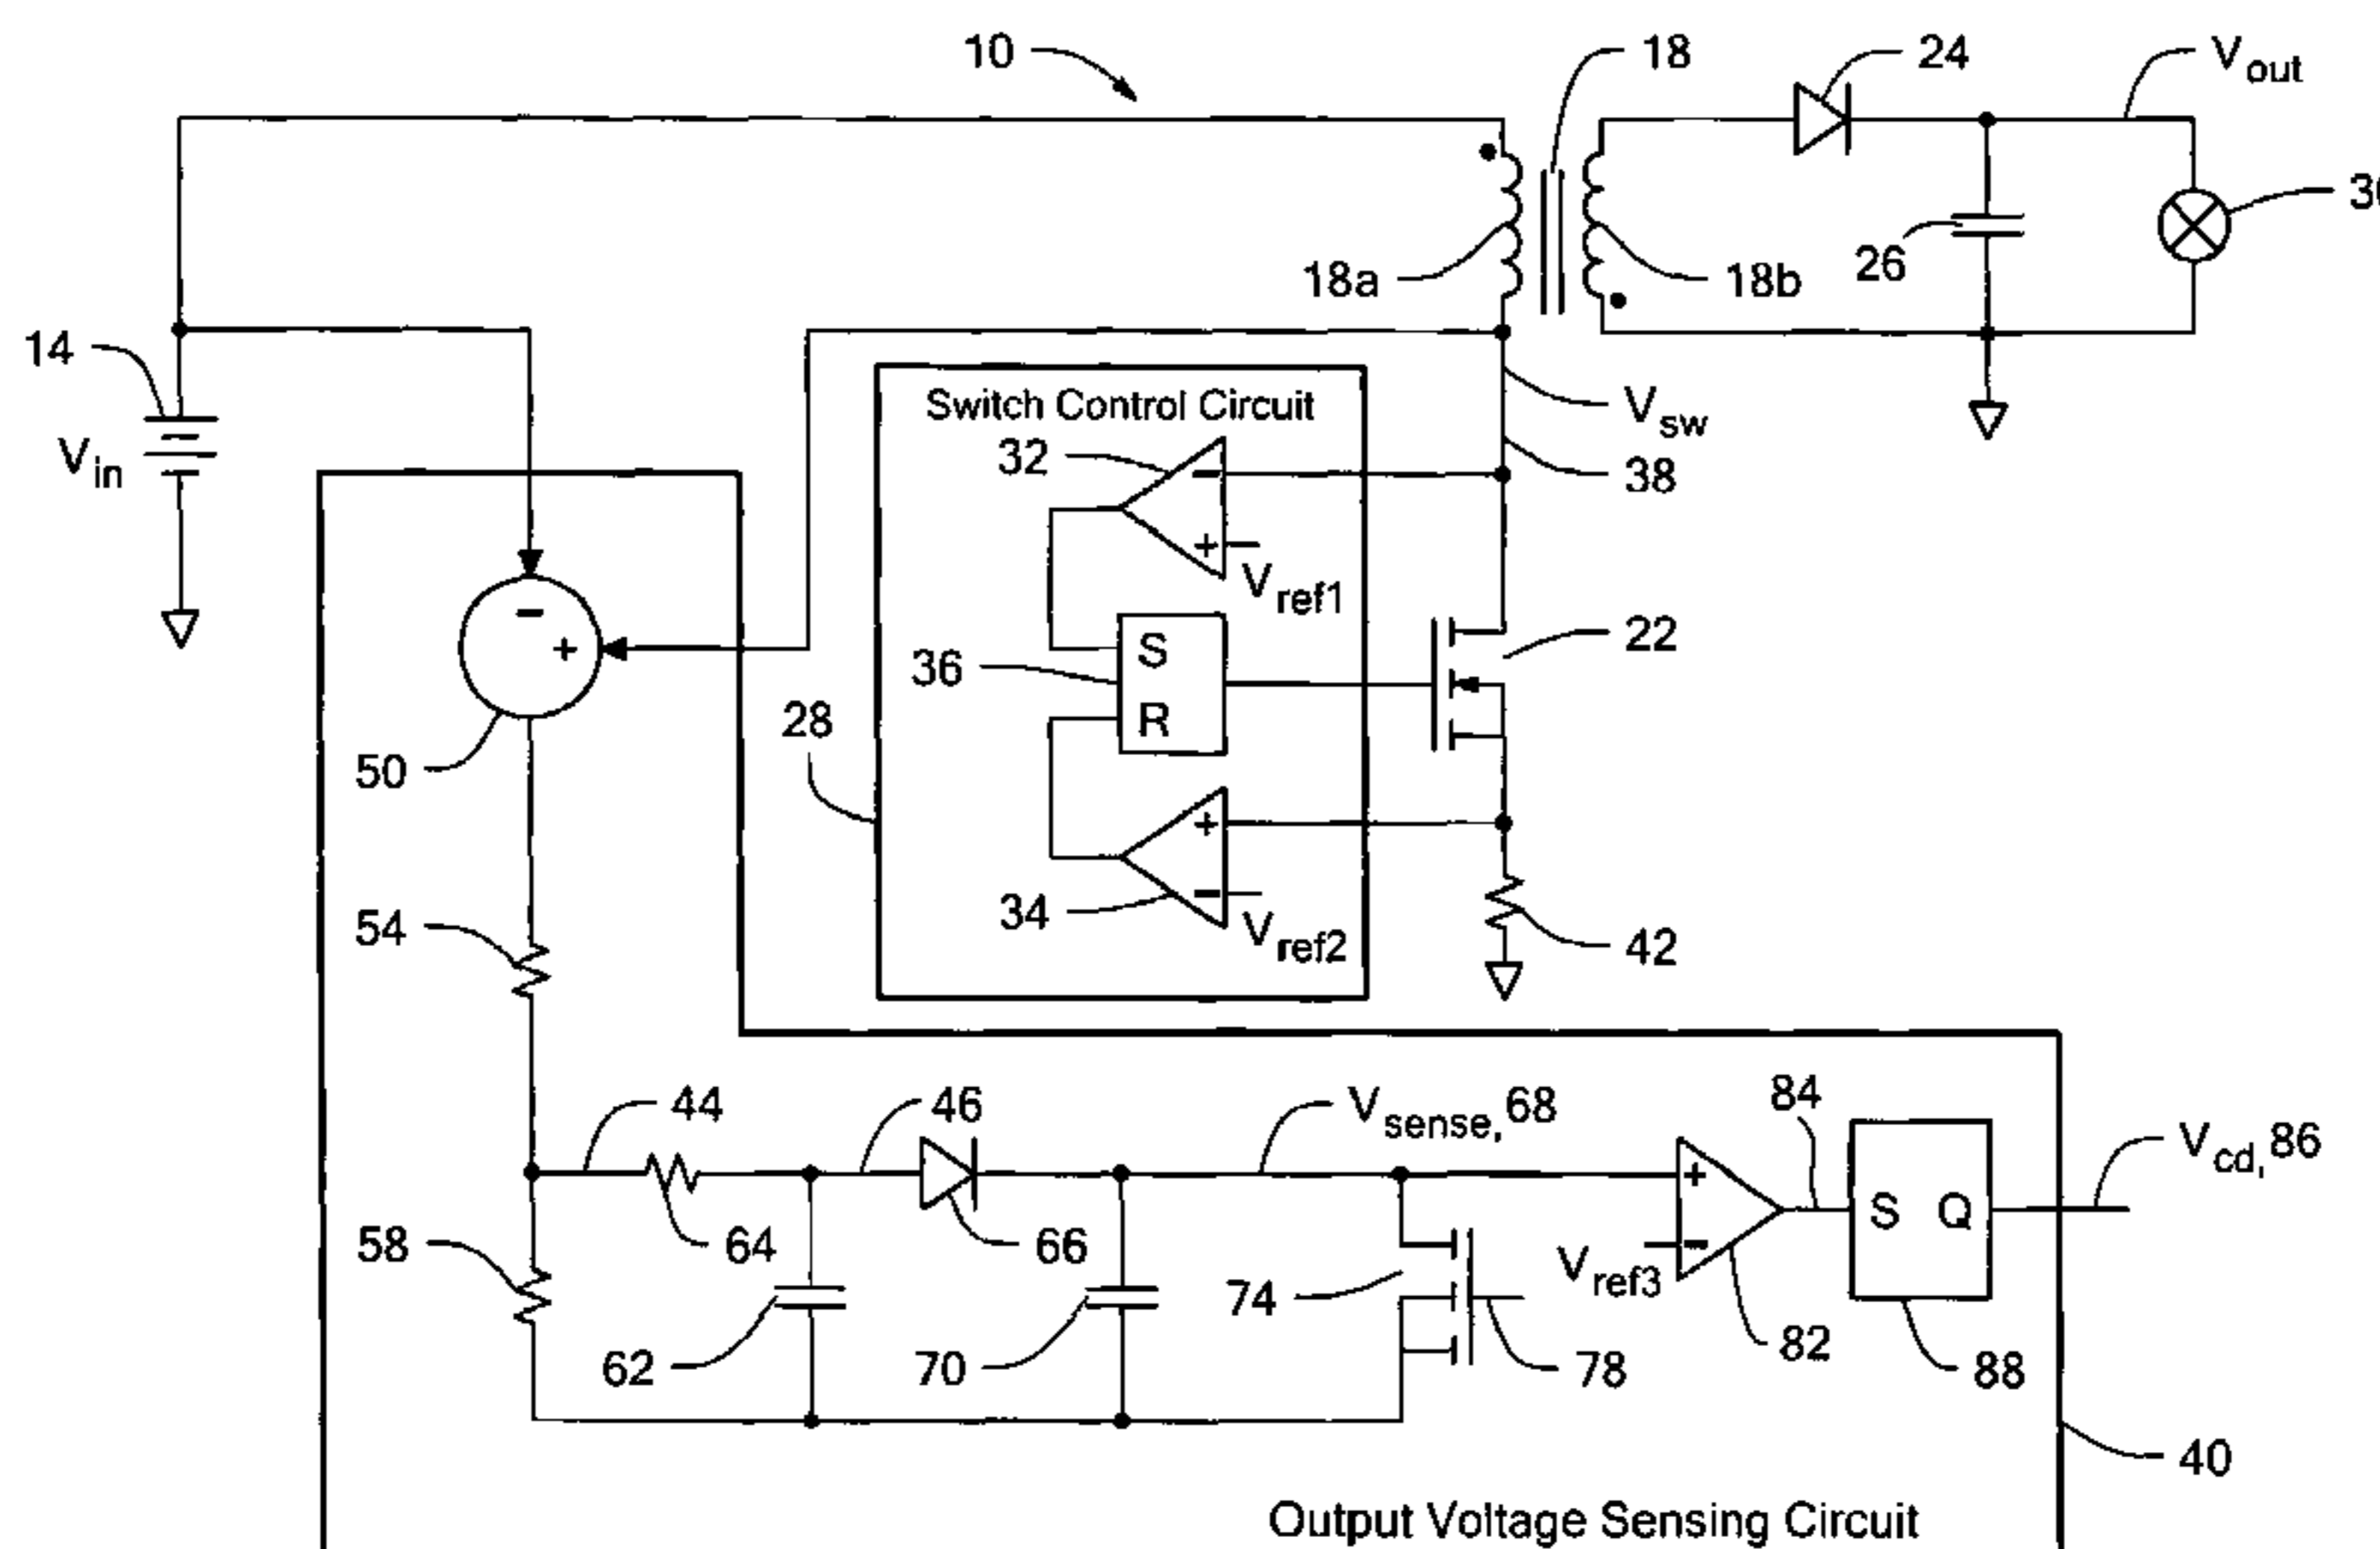 10
18
24
Vout
30
18a
18b
26
14
Vin
Switch Control Circuit
Vsw
32
38
−
+
Vref1
−
+
22
36
S
R
28
50
+
34
−
Vref2
42
54
44
46
Vsense, 68
84
Vcd, 86
+
S Q
58
64
66
Vref3
−
74
62
70
78
82
88
40
Output Voltage Sensing Circuit